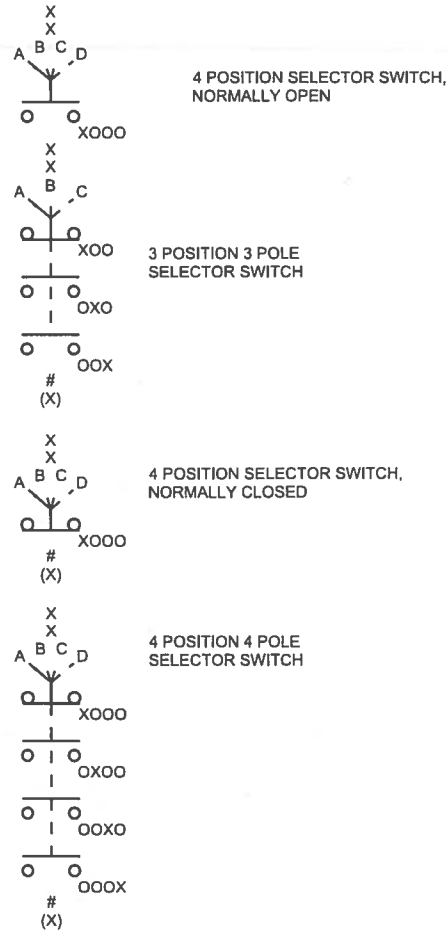 X
X
A B C D
4 POSITION SELECTOR SWITCH,
NORMALLY OPEN
XOOO
X
X
A B C
XOO
3 POSITION 3 POLE
SELECTOR SWITCH
OXO
OOX
#
(X)
X
X
A B C D
4 POSITION SELECTOR SWITCH,
NORMALLY CLOSED
XOOO
#
(X)
X
X
A B C D
4 POSITION 4 POLE
SELECTOR SWITCH
XOOO
OXOO
OOXO
OOOX
#
(X)